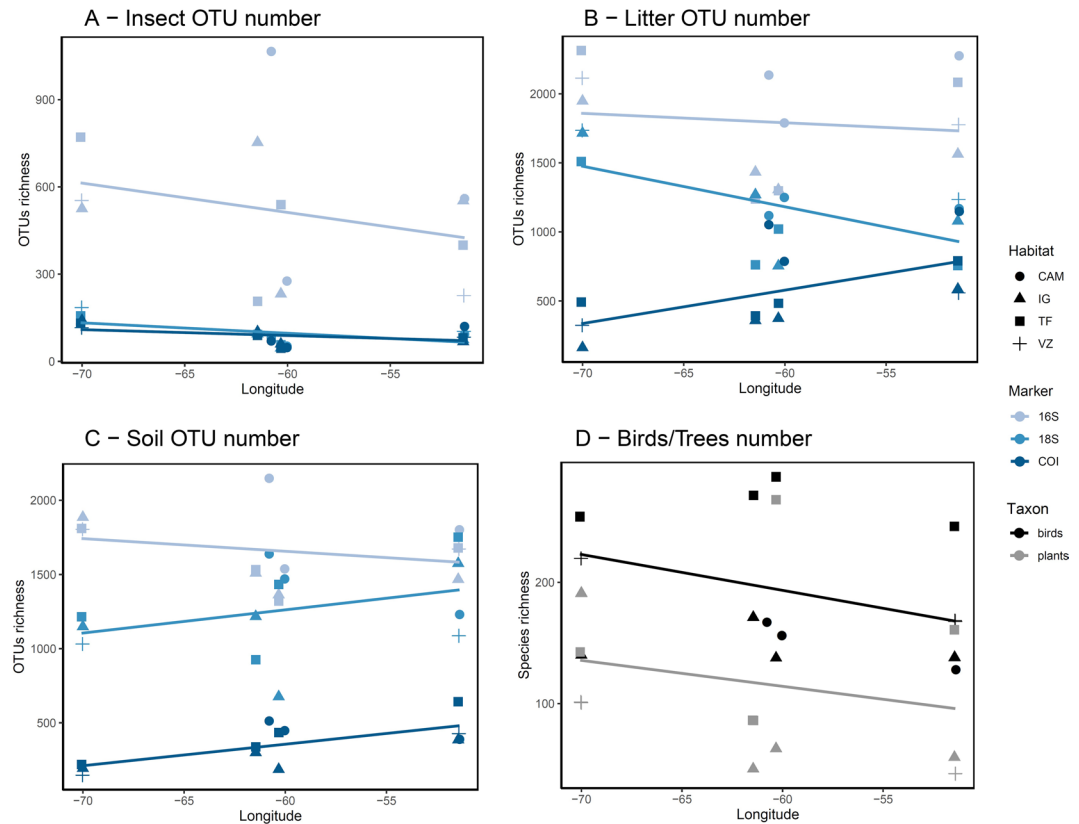 A – Insect OTU number
OTUs richness
900
600
300
0
−70
−65
−60
−55
Longitude
B – Litter OTU number
OTUs richness
2000
1500
1000
500
−70
−65
−60
−55
Longitude
Habitat
CAM
IG
TF
VZ
Marker
16S
18S
COI
Taxon
birds
plants
C – Soil OTU number
OTUs richness
2000
1500
1000
500
−70
−65
−60
−55
Longitude
D – Birds/Trees number
Species richness
200
100
−70
−65
−60
−55
Longitude